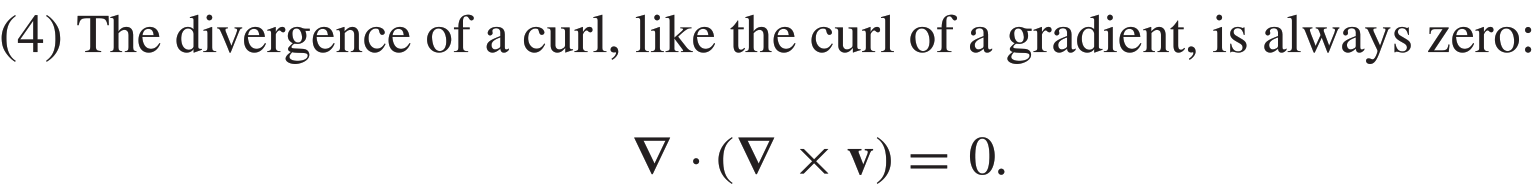 (4) The divergence of a curl, like the curl of a gradient, is always zero:
∇ · (∇ × v) = 0.